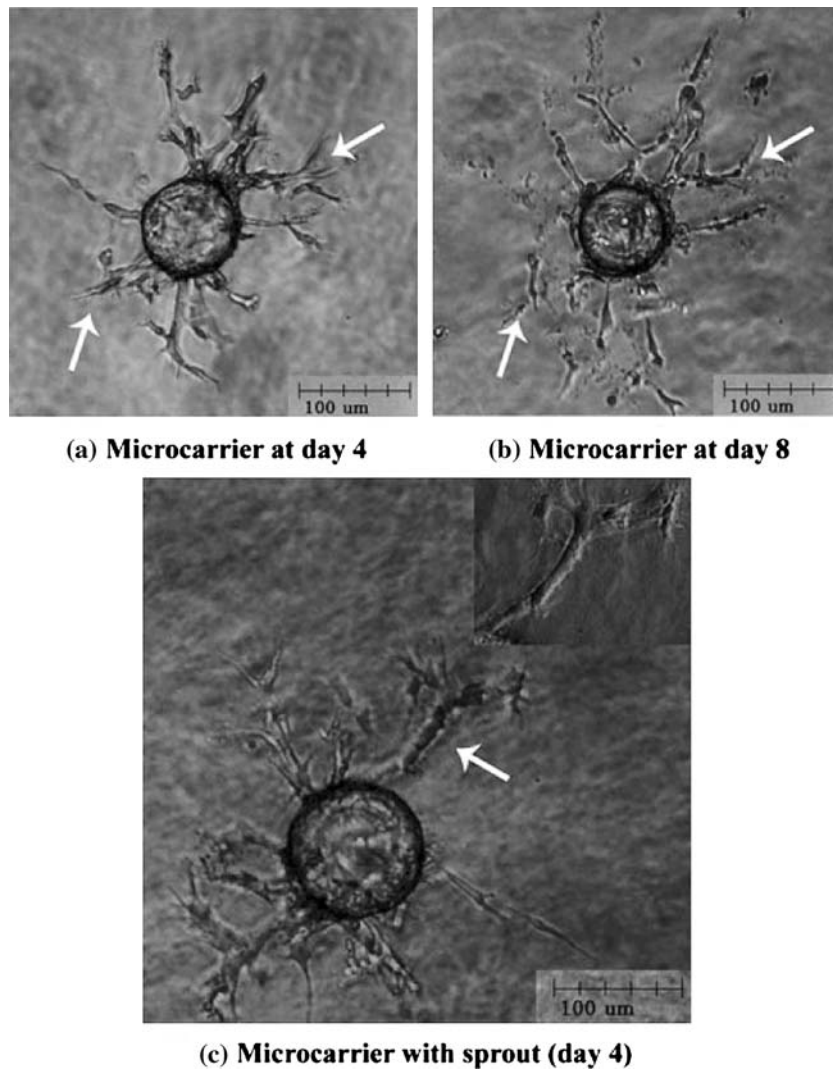 100 um
100 um
(a) Microcarrier at day 4
(b) Microcarrier at day 8
100 um
(c) Microcarrier with sprout (day 4)